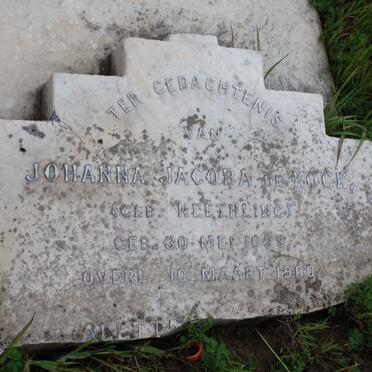 TER GEDACHTENIS
VAN
JOHANNA JACOBA DE KOCK,
(GEB. NEETHLING).
GEB. 30 MEI
OVERL. 10 MAART 1900